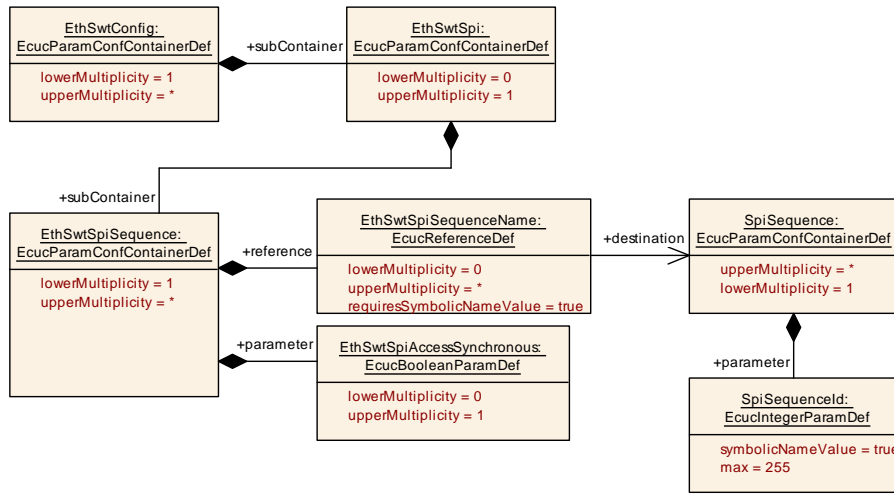 EthSwtConfig:
EcucParamConfContainerDef
lowerMultiplicity = 1
upperMultiplicity = *
+subContainer
EthSwtSpi:
EcucParamConfContainerDef
lowerMultiplicity = 0
upperMultiplicity = 1
+subContainer
EthSwtSpiSequence:
EcucParamConfContainerDef
lowerMultiplicity = 1
upperMultiplicity = *
+reference
EthSwtSpiSequenceName:
EcucReferenceDef
lowerMultiplicity = 0
upperMultiplicity = *
requiresSymbolicNameValue = true
+destination
SpiSequence:
EcucParamConfContainerDef
upperMultiplicity = *
lowerMultiplicity = 1
+parameter
EthSwtSpiAccessSynchronous:
EcucBooleanParamDef
lowerMultiplicity = 0
upperMultiplicity = 1
+parameter
SpiSequenceId:
EcucIntegerParamDef
symbolicNameValue = true
max = 255